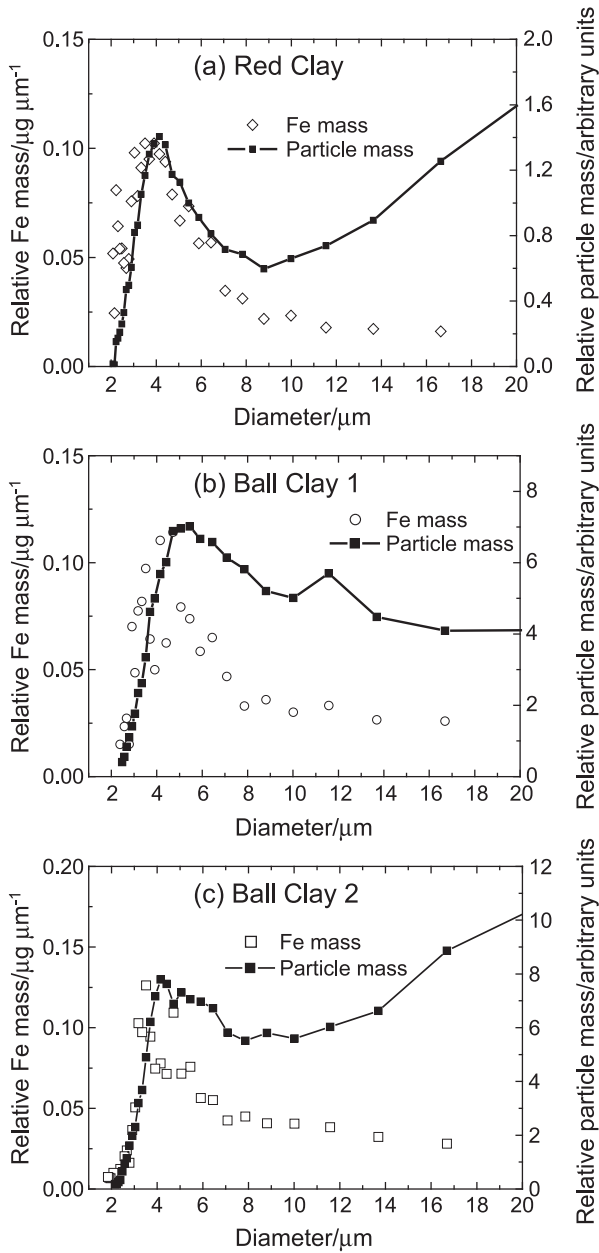 (a) Red Clay
Fe mass
Particle mass
Relative Fe mass/μg μm⁻¹
0.15
0.10
0.05
0.00
Relative particle mass/arbitrary units
2.0
1.6
1.2
0.8
0.4
0.0
2 4 6 8 10 12 14 16 18 20
Diameter/μm
(b) Ball Clay 1
Fe mass
Particle mass
Relative Fe mass/μg μm⁻¹
0.15
0.10
0.05
0.00
Relative particle mass/arbitrary units
8
6
4
2
0
2 4 6 8 10 12 14 16 18 20
Diameter/μm
(c) Ball Clay 2
Fe mass
Particle mass
Relative Fe mass/μg μm⁻¹
0.20
0.15
0.10
0.05
0.00
Relative particle mass/arbitrary units
12
10
8
6
4
2
0
2 4 6 8 10 12 14 16 18 20
Diameter/μm